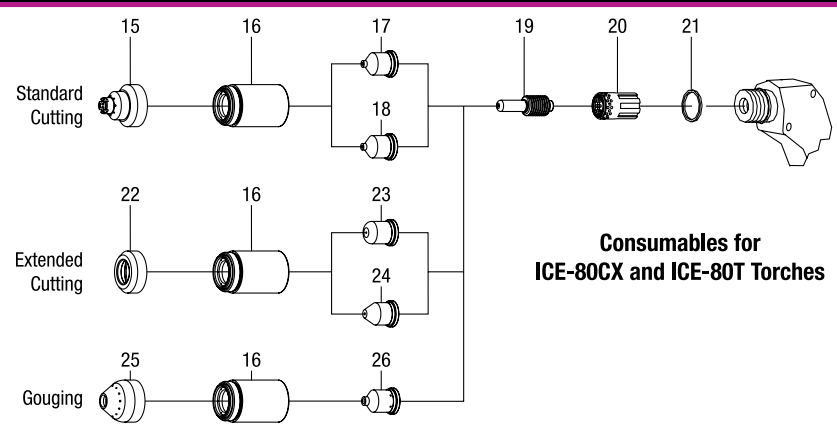 15 16 17 19 20 21
Standard
Cutting
18
22 16 23
Extended
Cutting
24
Consumables for
ICE-80CX and ICE-80T Torches
25 16 26
Gouging